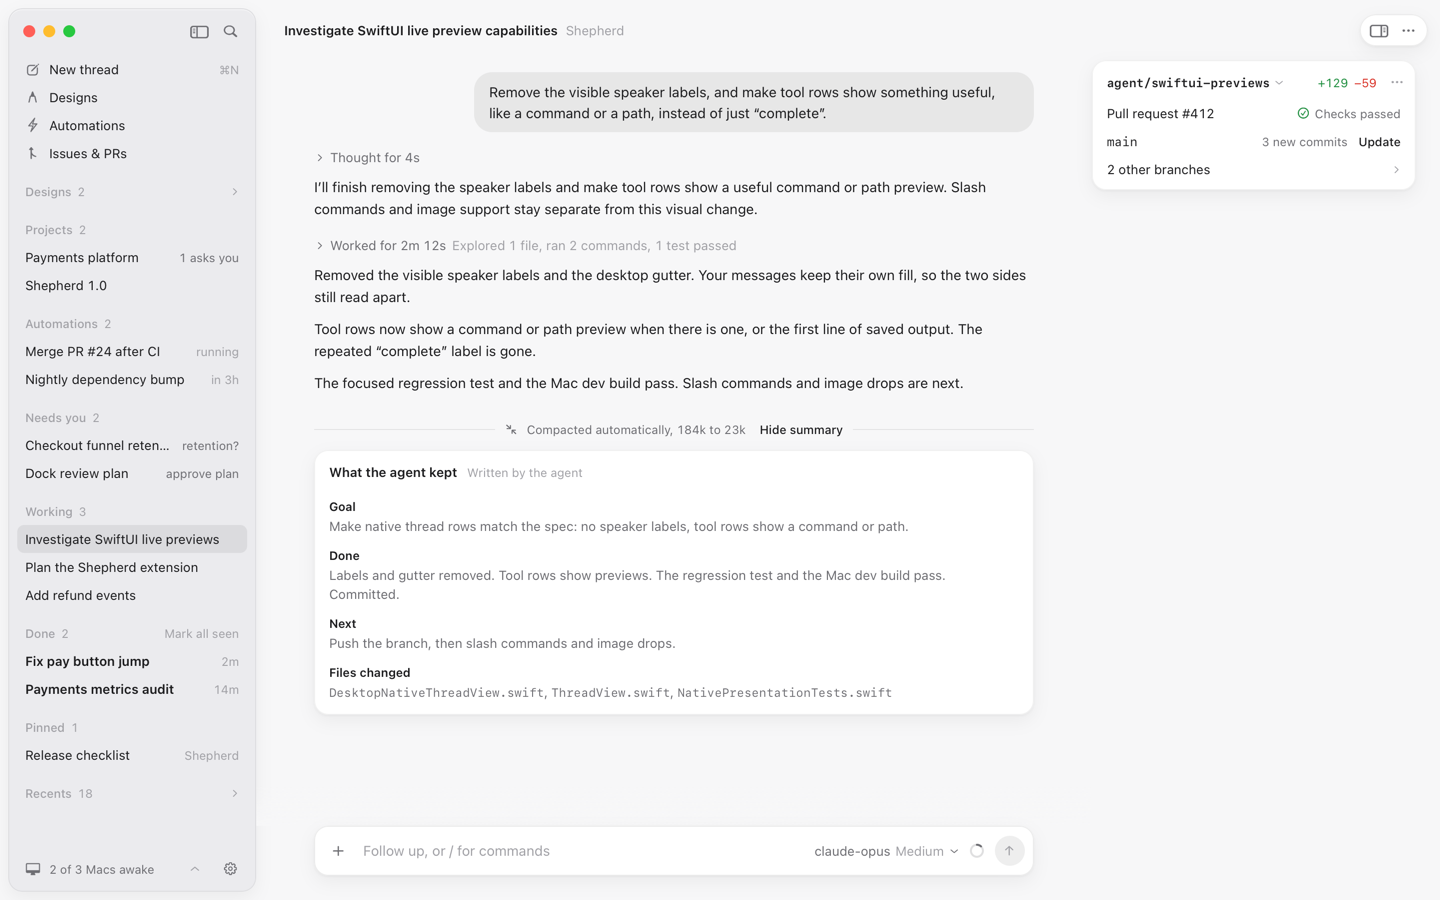 Investigate SwiftUI live preview capabilities Shepherd
New thread ⌘N
Designs
Automations
Issues & PRs
Designs 2
Projects 2
Payments platform 1 asks you
Shepherd 1.0
Automations 2
Merge PR #24 after CI running
Nightly dependency bump in 3h
Needs you 2
Checkout funnel reten... retention?
Dock review plan approve plan
Working 3
Investigate SwiftUI live previews
Plan the Shepherd extension
Add refund events
Done 2 Mark all seen
Fix pay button jump 2m
Payments metrics audit 14m
Pinned 1
Release checklist Shepherd
Recents 18
2 of 3 Macs awake
Remove the visible speaker labels, and make tool rows show something useful,
like a command or a path, instead of just “complete”.
Thought for 4s
I’ll finish removing the speaker labels and make tool rows show a useful command or path preview. Slash
commands and image support stay separate from this visual change.
Worked for 2m 12s Explored 1 file, ran 2 commands, 1 test passed
Removed the visible speaker labels and the desktop gutter. Your messages keep their own fill, so the two sides
still read apart.
Tool rows now show a command or path preview when there is one, or the first line of saved output. The
repeated “complete” label is gone.
The focused regression test and the Mac dev build pass. Slash commands and image drops are next.
Compacted automatically, 184k to 23k Hide summary
What the agent kept Written by the agent
Goal
Make native thread rows match the spec: no speaker labels, tool rows show a command or path.
Done
Labels and gutter removed. Tool rows show previews. The regression test and the Mac dev build pass.
Committed.
Next
Push the branch, then slash commands and image drops.
Files changed
DesktopNativeThreadView.swift, ThreadView.swift, NativePresentationTests.swift
Follow up, or / for commands claude-opus Medium
agent/swiftui-previews +129 −59
Pull request #412 Checks passed
main 3 new commits Update
2 other branches